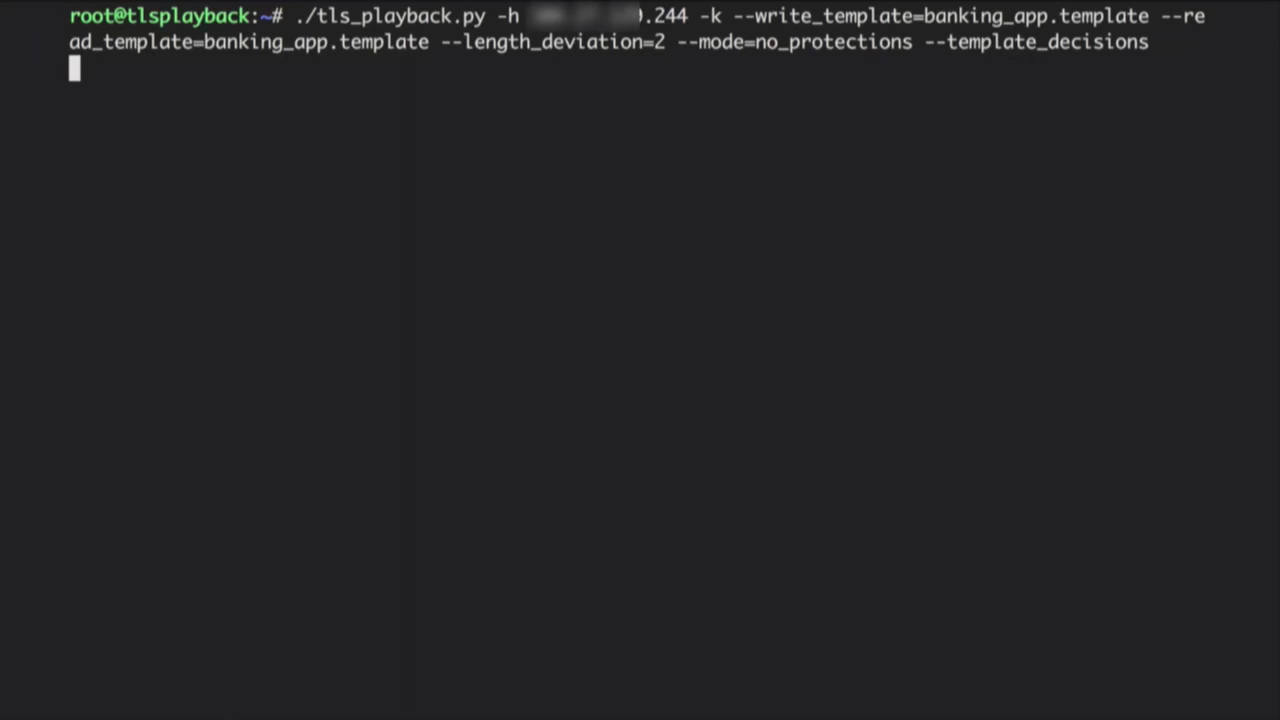 root@tlsplayback:~# ./tls_playback.py -h .244 -k --write_template=banking_app.template --re
ad_template=banking_app.template --length_deviation=2 --mode=no_protections --template_decisions